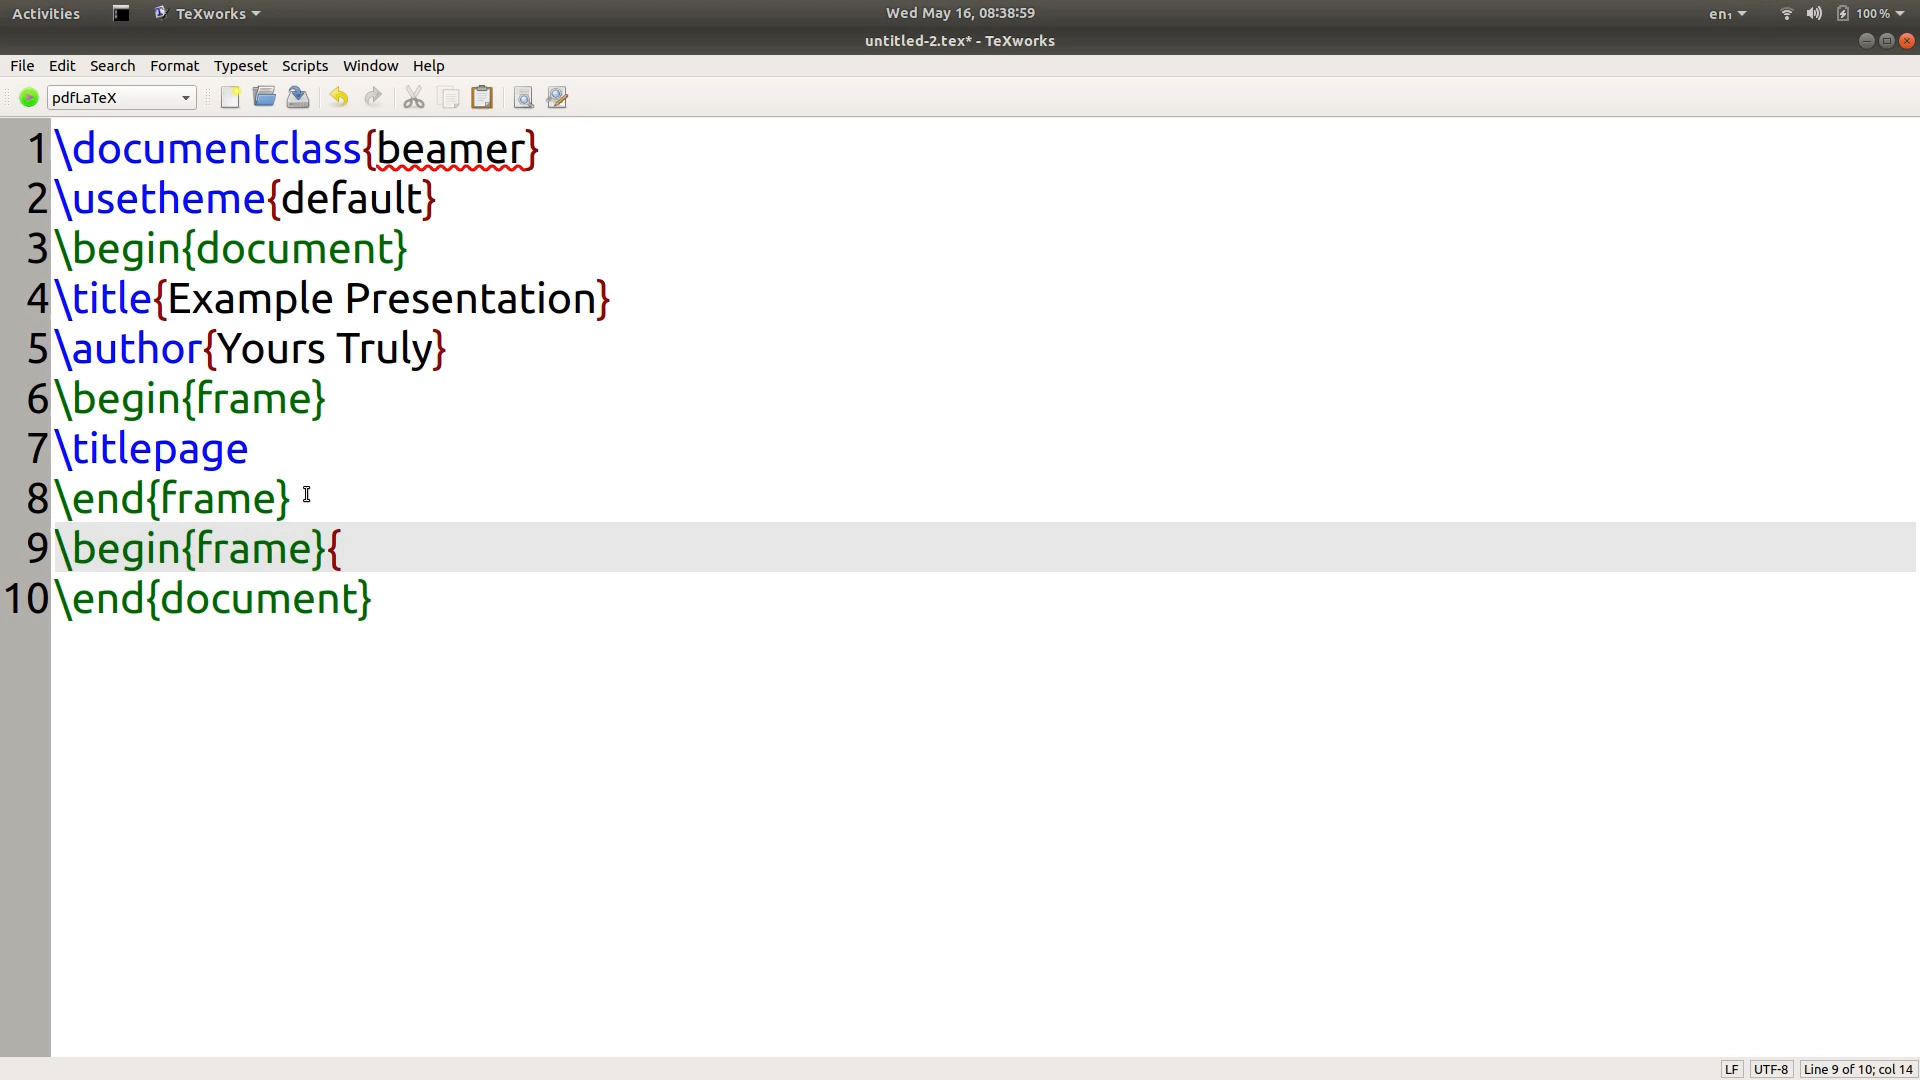 Activities TeXworks Wed May 16, 08:38:59 en₁ 100 %
untitled-2.tex* - TeXworks
File Edit Search Format Typeset Scripts Window Help
pdfLaTeX
1 \documentclass{beamer}
2 \usetheme{default}
3 \begin{document}
4 \title{Example Presentation}
5 \author{Yours Truly}
6 \begin{frame}
7 \titlepage
8 \end{frame}
9 \begin{frame}{
10 \end{document}
LF UTF-8 Line 9 of 10; col 14